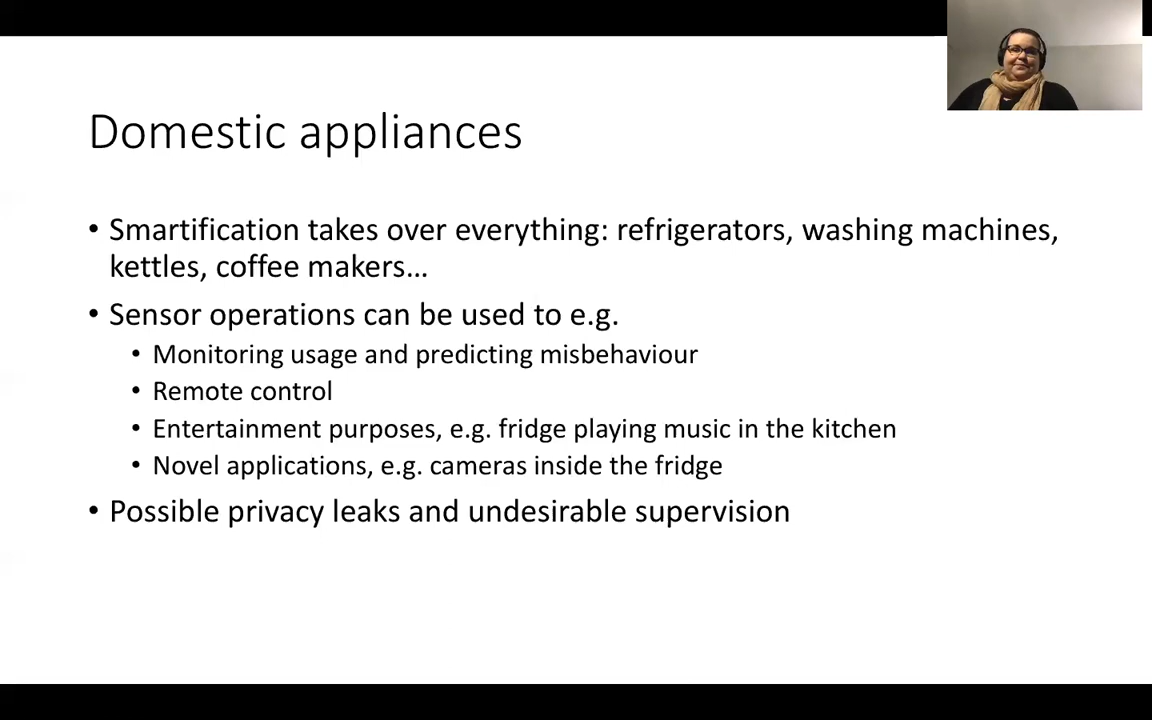 Domestic appliances
• Smartification takes over everything: refrigerators, washing machines,
kettles, coffee makers…
• Sensor operations can be used to e.g.
• Monitoring usage and predicting misbehaviour
• Remote control
• Entertainment purposes, e.g. fridge playing music in the kitchen
• Novel applications, e.g. cameras inside the fridge
• Possible privacy leaks and undesirable supervision